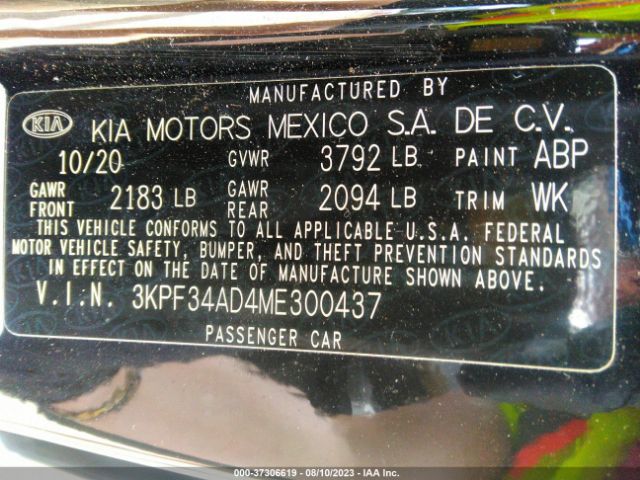 MANUFACTURED BY
KIA KIA MOTORS MEXICO S.A. DE C.V.
10/20 GVWR 3792 LB PAINT ABP
GAWR FRONT 2183 LB GAWR REAR 2094 LB TRIM WK
THIS VEHICLE CONFORMS TO ALL APPLICABLE U.S.A. FEDERAL
MOTOR VEHICLE SAFETY, BUMPER, AND THEFT PREVENTION STANDARDS
IN EFFECT ON THE DATE OF MANUFACTURE SHOWN ABOVE.
V.I.N. 3KPF34AD4ME300437
PASSENGER CAR
000-37306619 - 08/10/2023 - IAA Inc.